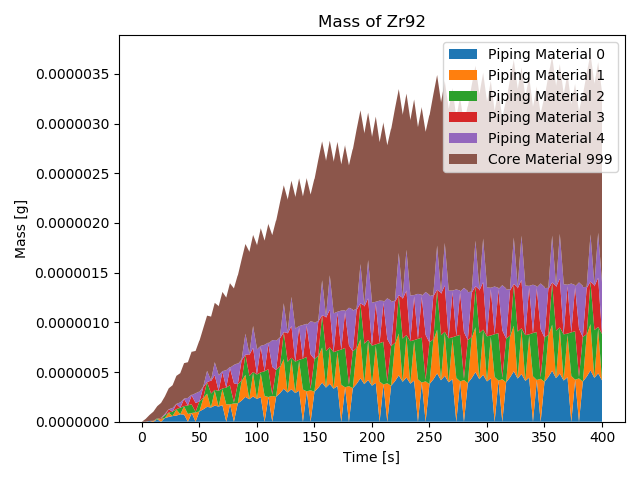 Mass of Zr92
Piping Material 0
Piping Material 1
Piping Material 2
Piping Material 3
Piping Material 4
Core Material 999
Mass [g]
0.0000035
0.0000030
0.0000025
0.0000020
0.0000015
0.0000010
0.0000005
0.0000000
0 50 100 150 200 250 300 350 400
Time [s]